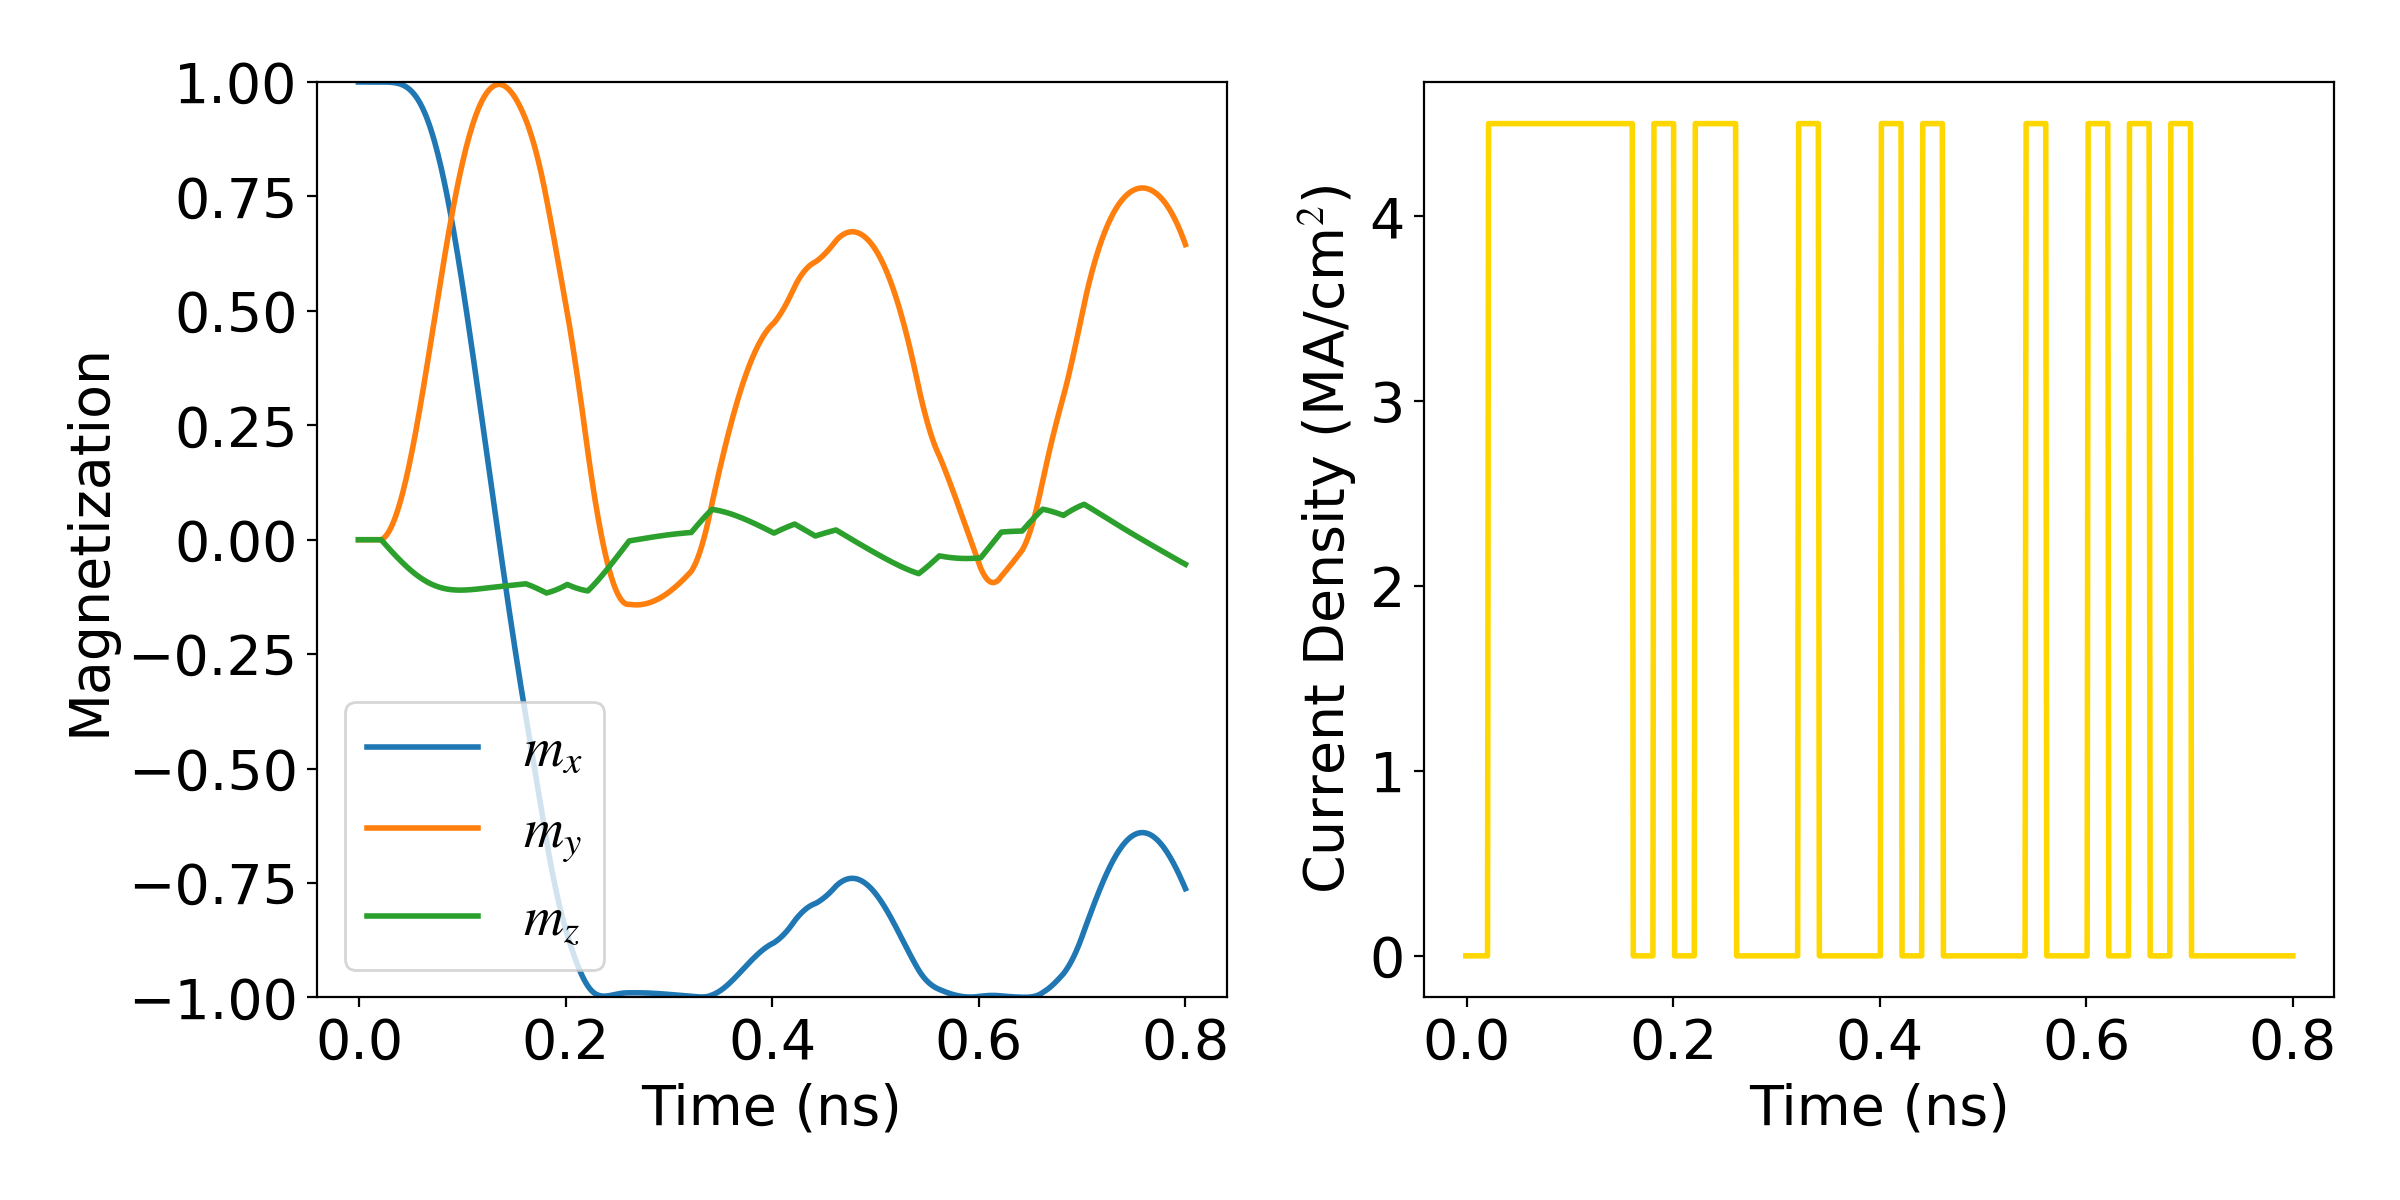 1.00
0.75
0.50
0.25
0.00
−0.25
−0.50
−0.75
−1.00
Magnetization
0.0 0.2 0.4 0.6 0.8
Time (ns)
mₓ
m_y
m_z
4
3
2
1
0
Current Density (MA/cm²)
0.0 0.2 0.4 0.6 0.8
Time (ns)